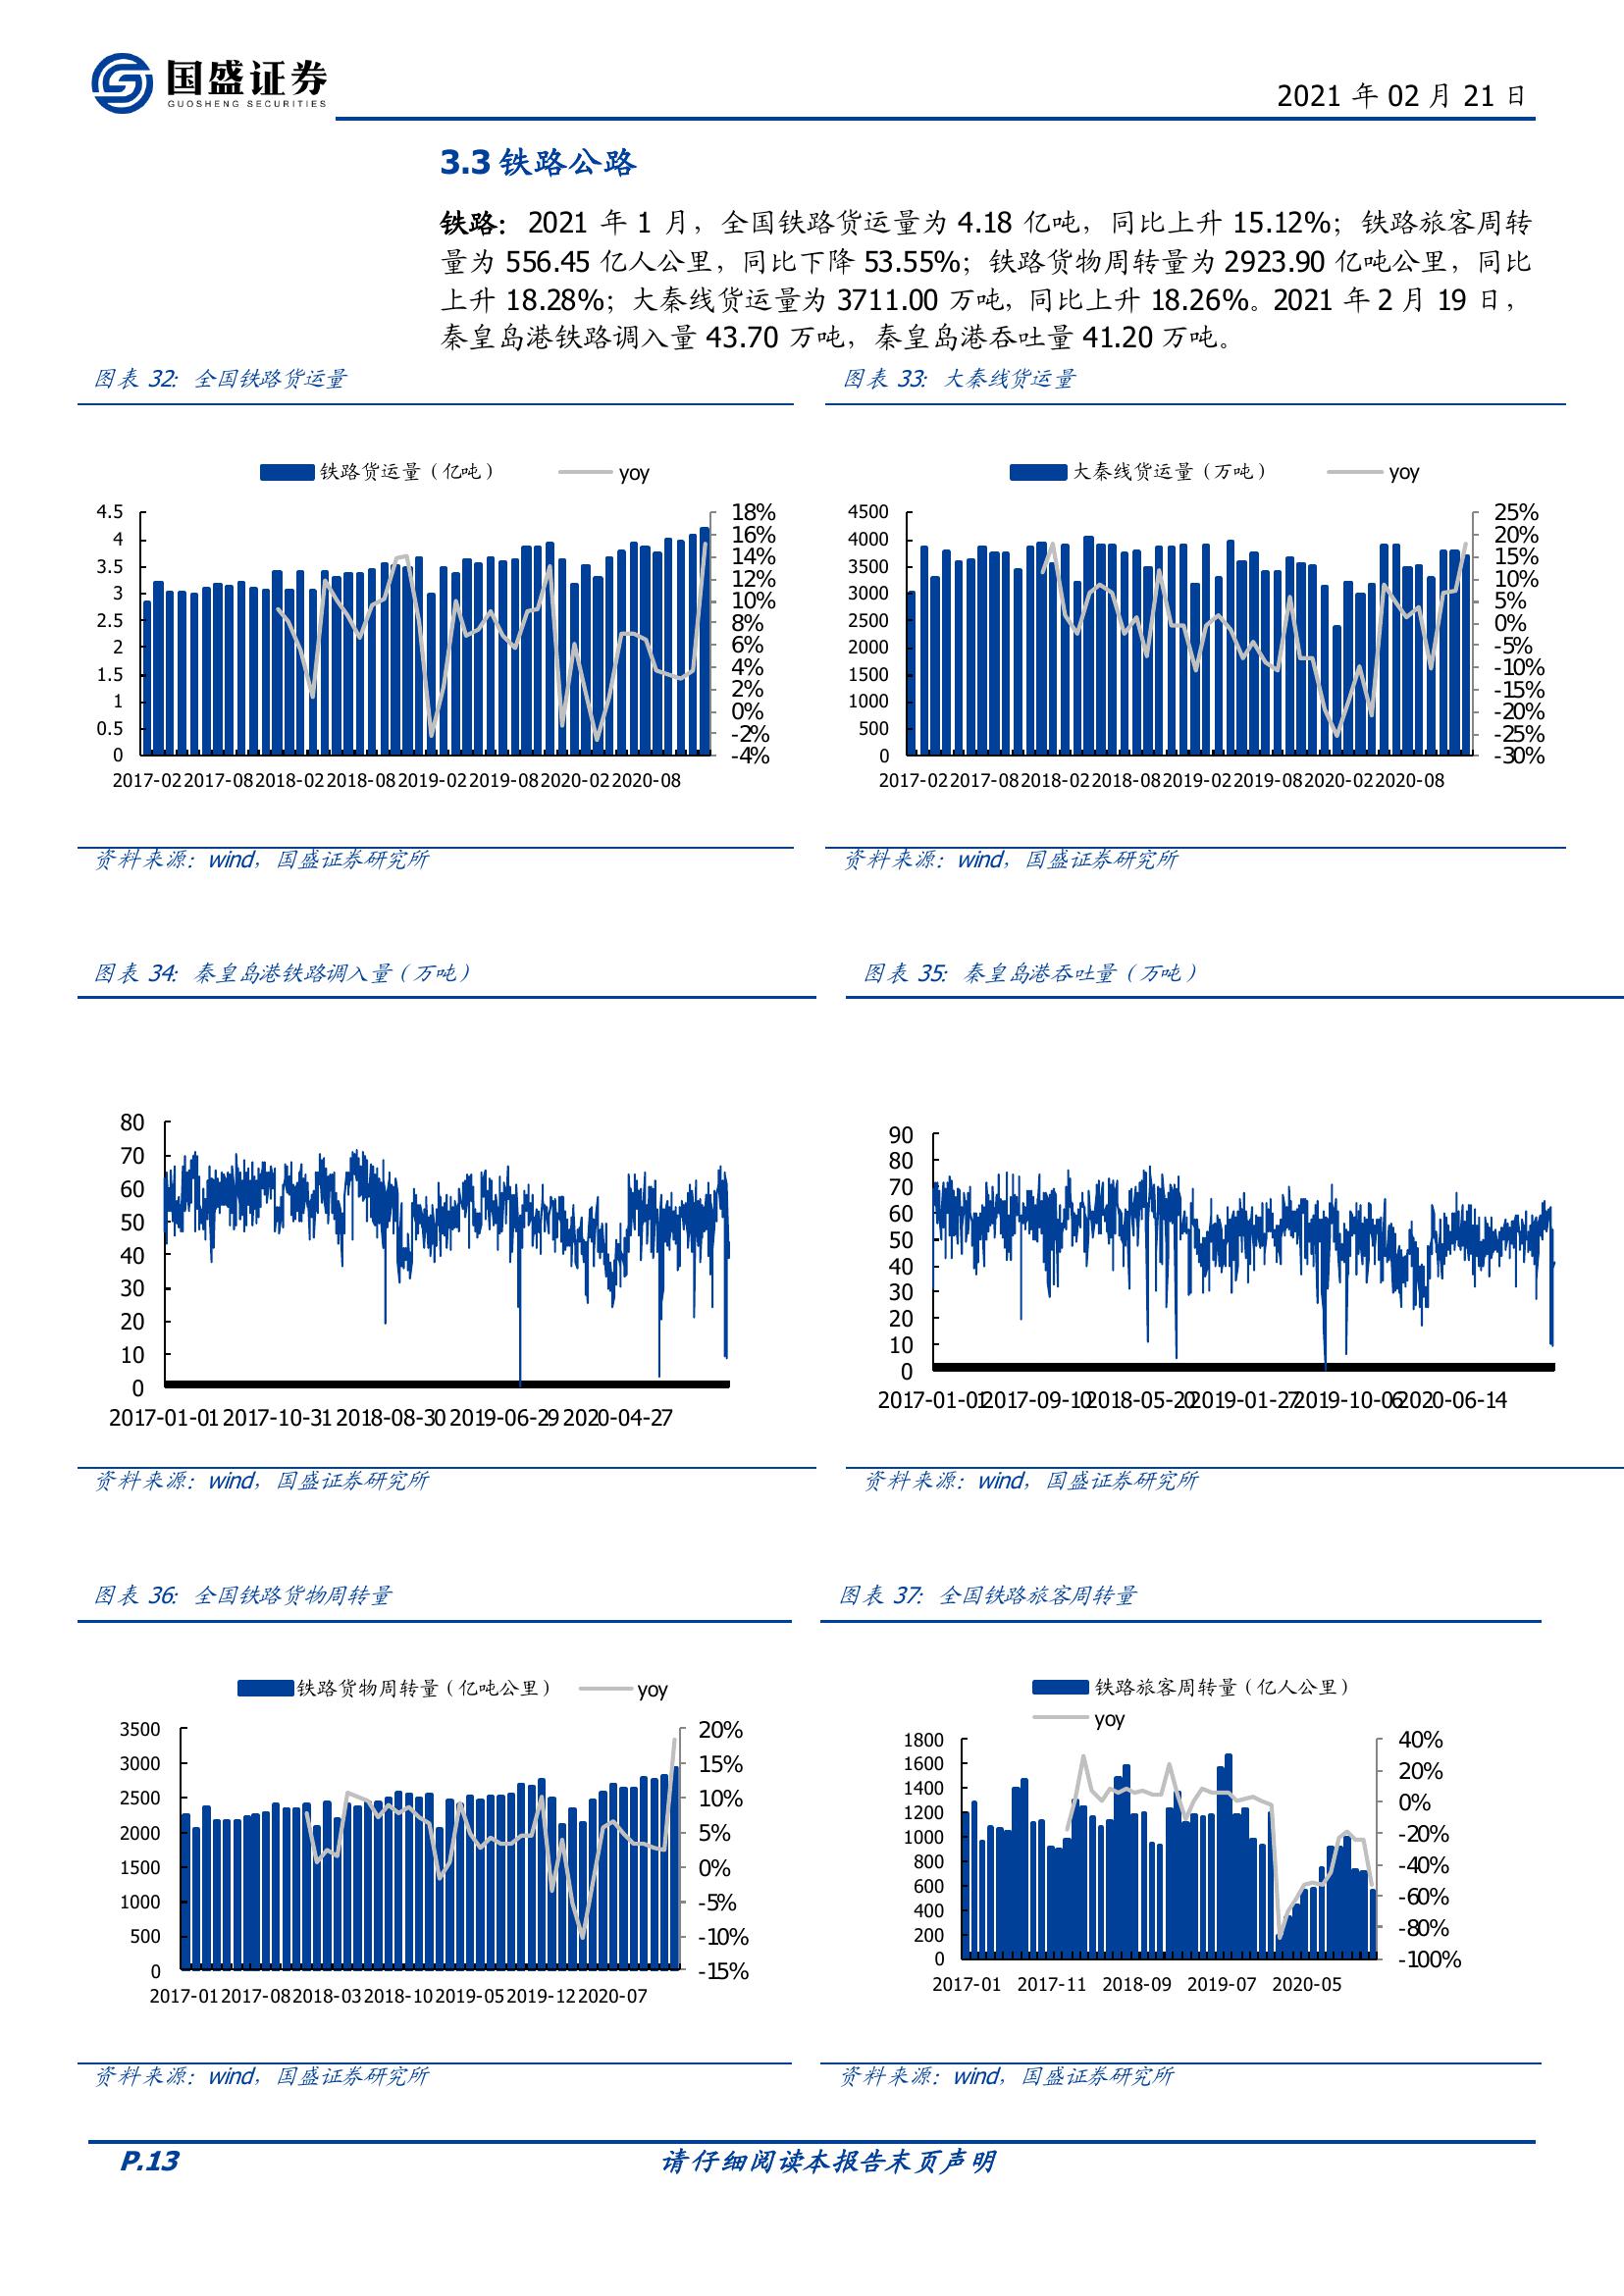 国盛证券
GUOSHENG SECURITIES
2021 年 02 月 21 日
3.3 铁路公路
铁路：2021 年 1 月，全国铁路货运量为 4.18 亿吨，同比上升 15.12%；铁路旅客周转
量为 556.45 亿人公里，同比下降 53.55%；铁路货物周转量为 2923.90 亿吨公里，同比
上升 18.28%；大秦线货运量为 3711.00 万吨，同比上升 18.26%。2021 年 2 月 19 日，
秦皇岛港铁路调入量 43.70 万吨，秦皇岛港吞吐量 41.20 万吨。
图表 32：全国铁路货运量
铁路货运量（亿吨）
yoy
4.5
4
3.5
3
2.5
2
1.5
1
0.5
0
18%
16%
14%
12%
10%
8%
6%
4%
2%
0%
-2%
-4%
2017-02 2017-08 2018-02 2018-08 2019-02 2019-08 2020-02 2020-08
资料来源：wind，国盛证券研究所
图表 33：大秦线货运量
大秦线货运量（万吨）
yoy
4500
4000
3500
3000
2500
2000
1500
1000
500
0
25%
20%
15%
10%
5%
0%
-5%
-10%
-15%
-20%
-25%
-30%
2017-02 2017-08 2018-02 2018-08 2019-02 2019-08 2020-02 2020-08
资料来源：wind，国盛证券研究所
图表 34：秦皇岛港铁路调入量（万吨）
80
70
60
50
40
30
20
10
0
2017-01-01 2017-10-31 2018-08-30 2019-06-29 2020-04-27
资料来源：wind，国盛证券研究所
图表 35：秦皇岛港吞吐量（万吨）
90
80
70
60
50
40
30
20
10
0
2017-01-01 2017-09-10 2018-05-20 2019-01-27 2019-10-06 2020-06-14
资料来源：wind，国盛证券研究所
图表 36：全国铁路货物周转量
铁路货物周转量（亿吨公里）
yoy
3500
3000
2500
2000
1500
1000
500
0
20%
15%
10%
5%
0%
-5%
-10%
-15%
2017-01 2017-08 2018-03 2018-10 2019-05 2019-12 2020-07
资料来源：wind，国盛证券研究所
图表 37：全国铁路旅客周转量
铁路旅客周转量（亿人公里）
yoy
1800
1600
1400
1200
1000
800
600
400
200
0
40%
20%
0%
-20%
-40%
-60%
-80%
-100%
2017-01 2017-11 2018-09 2019-07 2020-05
资料来源：wind，国盛证券研究所
P.13
请仔细阅读本报告末页声明